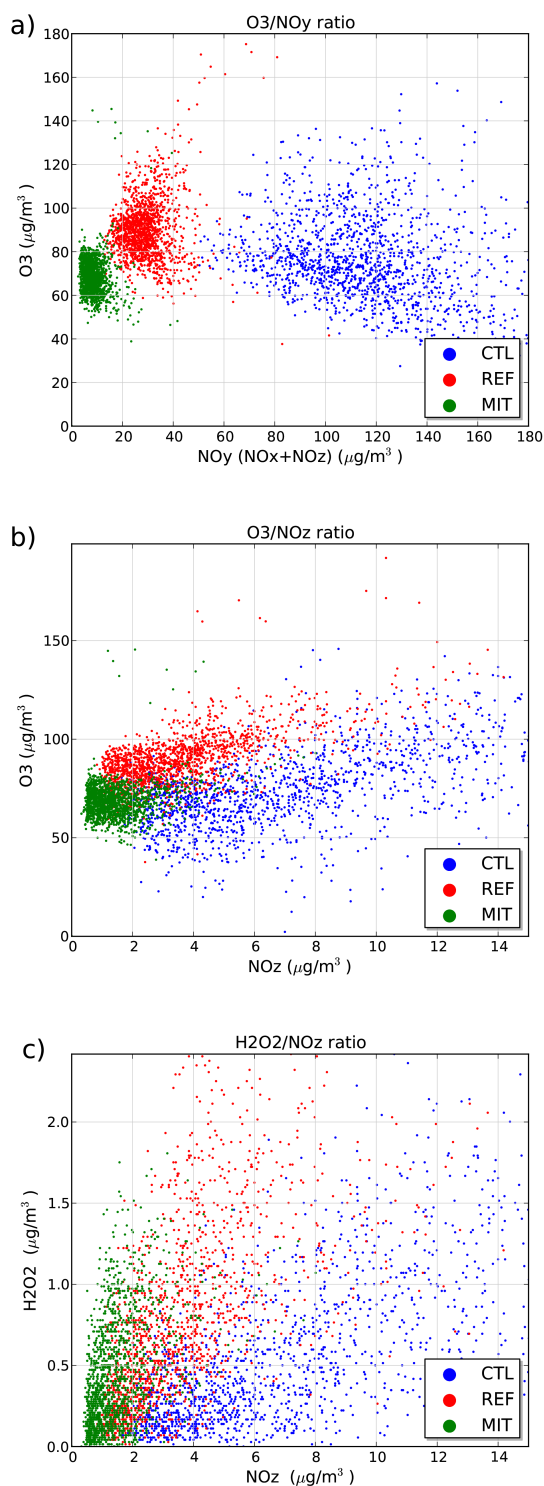 a)
O3/NOy ratio
180
160
140
120
100
80
60
40
20
0
O3 (μg/m³ )
0 20 40 60 80 100 120 140 160 180
NOy (NOx+NOz) (μg/m³ )
CTL
REF
MIT
b)
O3/NOz ratio
150
100
50
0
O3 (μg/m³ )
0 2 4 6 8 10 12 14
NOz (μg/m³ )
CTL
REF
MIT
c)
H2O2/NOz ratio
2.0
1.5
1.0
0.5
0.0
H2O2 (μg/m³ )
0 2 4 6 8 10 12 14
NOz (μg/m³ )
CTL
REF
MIT